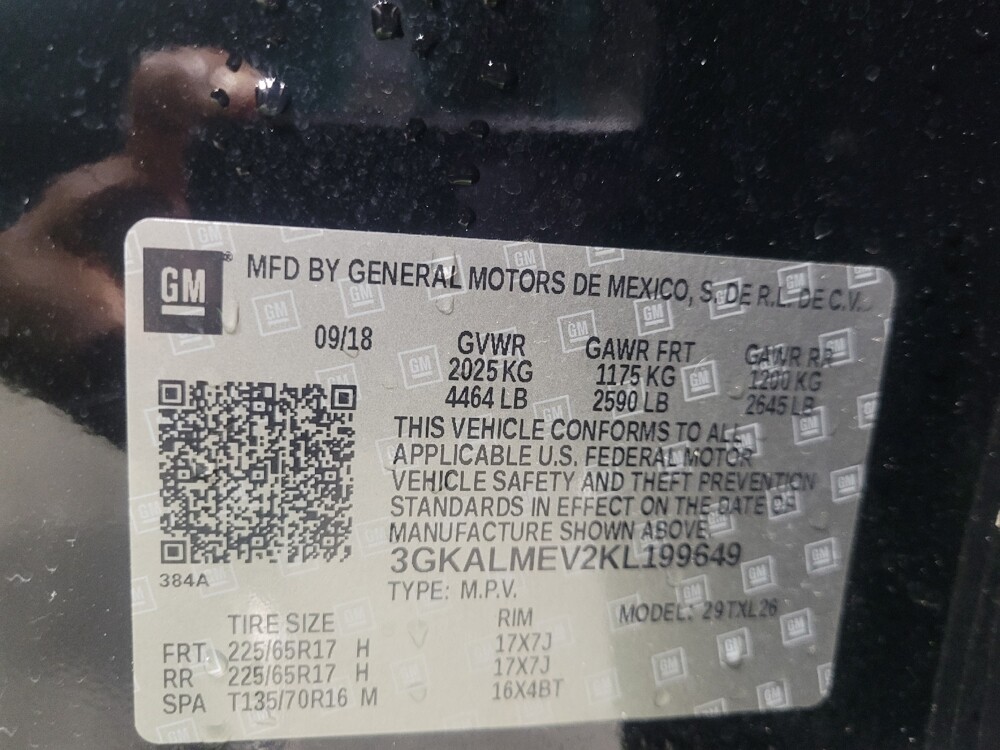 GM® MFD BY GENERAL MOTORS DE MEXICO, S. DE R.L. DE C.V.
09/18 GVWR GAWR FRT GAWR RR
2025 KG 1175 KG 1200 KG
4464 LB 2590 LB 2645 LB
THIS VEHICLE CONFORMS TO ALL
APPLICABLE U.S. FEDERAL MOTOR
VEHICLE SAFETY AND THEFT PREVENTION
STANDARDS IN EFFECT ON THE DATE OF
MANUFACTURE SHOWN ABOVE
3GKALMEV2KL199649
384A
TYPE: M.P.V. MODEL: 29TXL26
TIRE SIZE RIM
FRT 225/65R17 H 17X7J
RR 225/65R17 H 17X7J
SPA T135/70R16 M 16X4BT